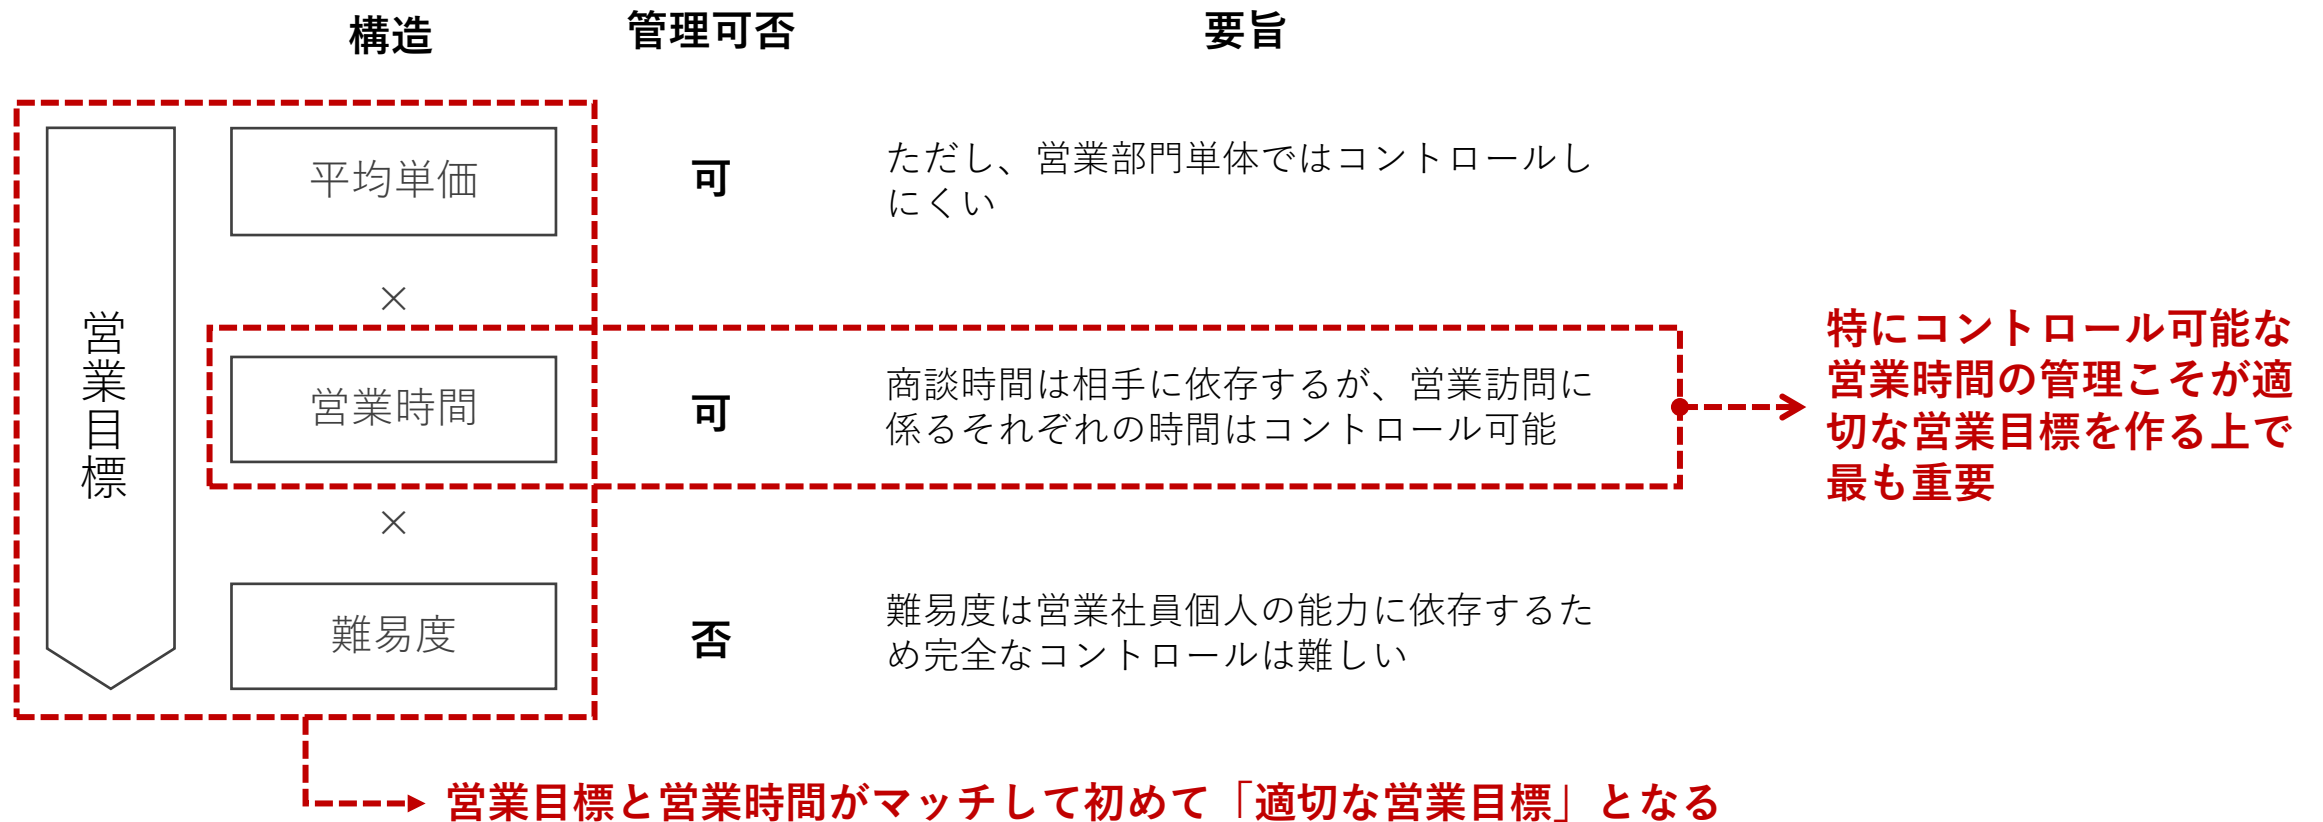 構造
管理可否
要旨
営業目標
平均単価
可
ただし、営業部門単体ではコントロールし
にくい
×
営業時間
可
商談時間は相手に依存するが、営業訪問に
係るそれぞれの時間はコントロール可能
特にコントロール可能な
営業時間の管理こそが適
切な営業目標を作る上で
最も重要
×
難易度
否
難易度は営業社員個人の能力に依存するた
め完全なコントロールは難しい
営業目標と営業時間がマッチして初めて「適切な営業目標」となる